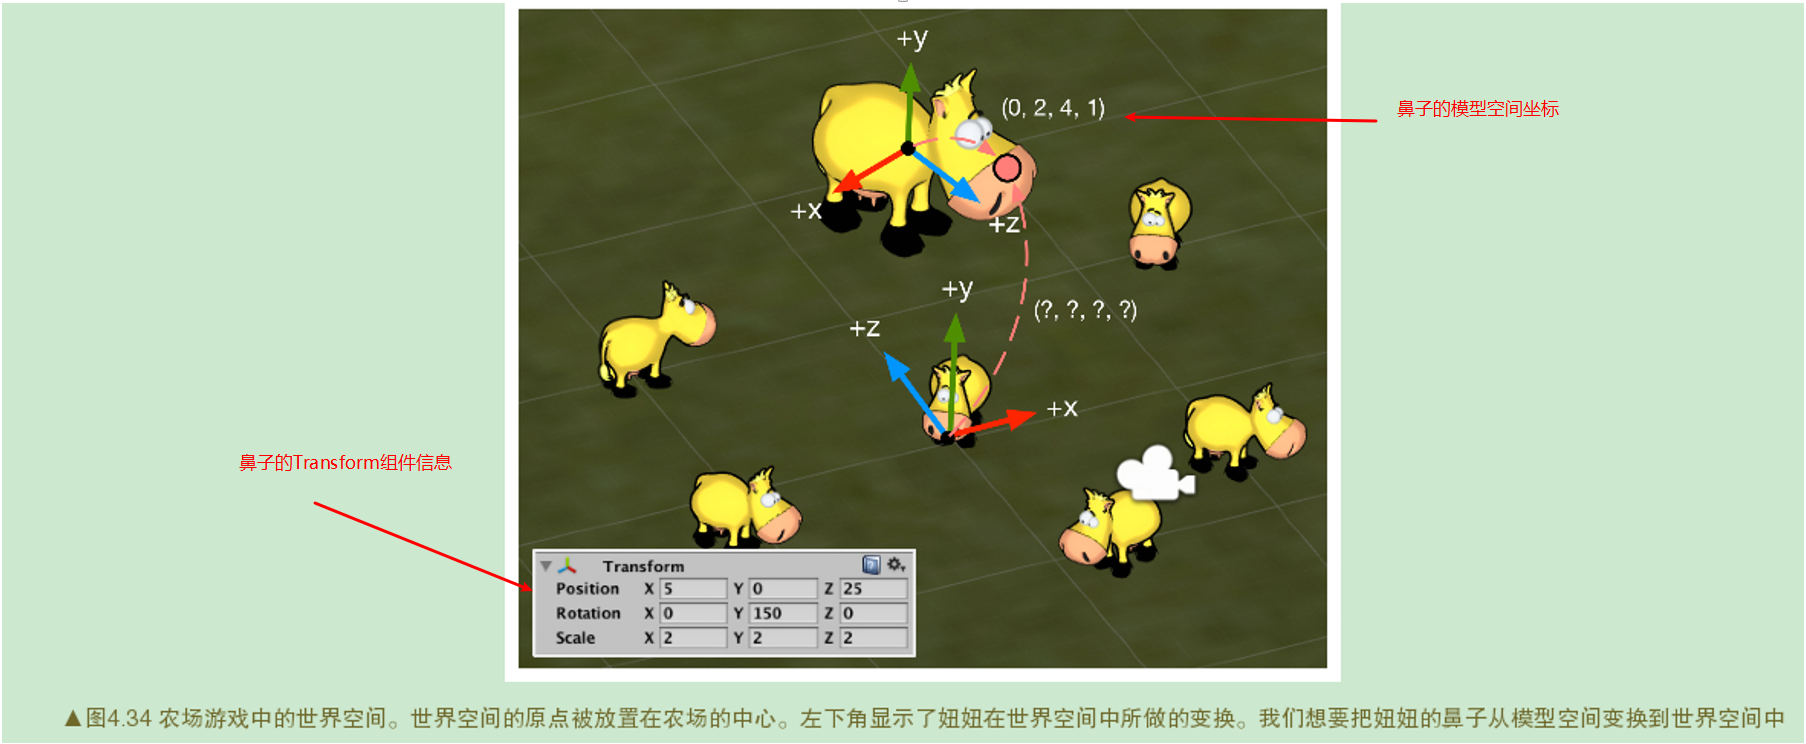 +y
(0, 2, 4, 1)
鼻子的模型空间坐标
+x
+z
+y
(?, ?, ?, ?)
+z
+x
鼻子的Transform组件信息
Transform
Position X 5 Y 0 Z 25
Rotation X 0 Y 150 Z 0
Scale X 2 Y 2 Z 2
▲图4.34 农场游戏中的世界空间。世界空间的原点被放置在农场的中心。左下角显示了妞妞在世界空间中所做的变换。我们想要把妞妞的鼻子从模型空间变换到世界空间中